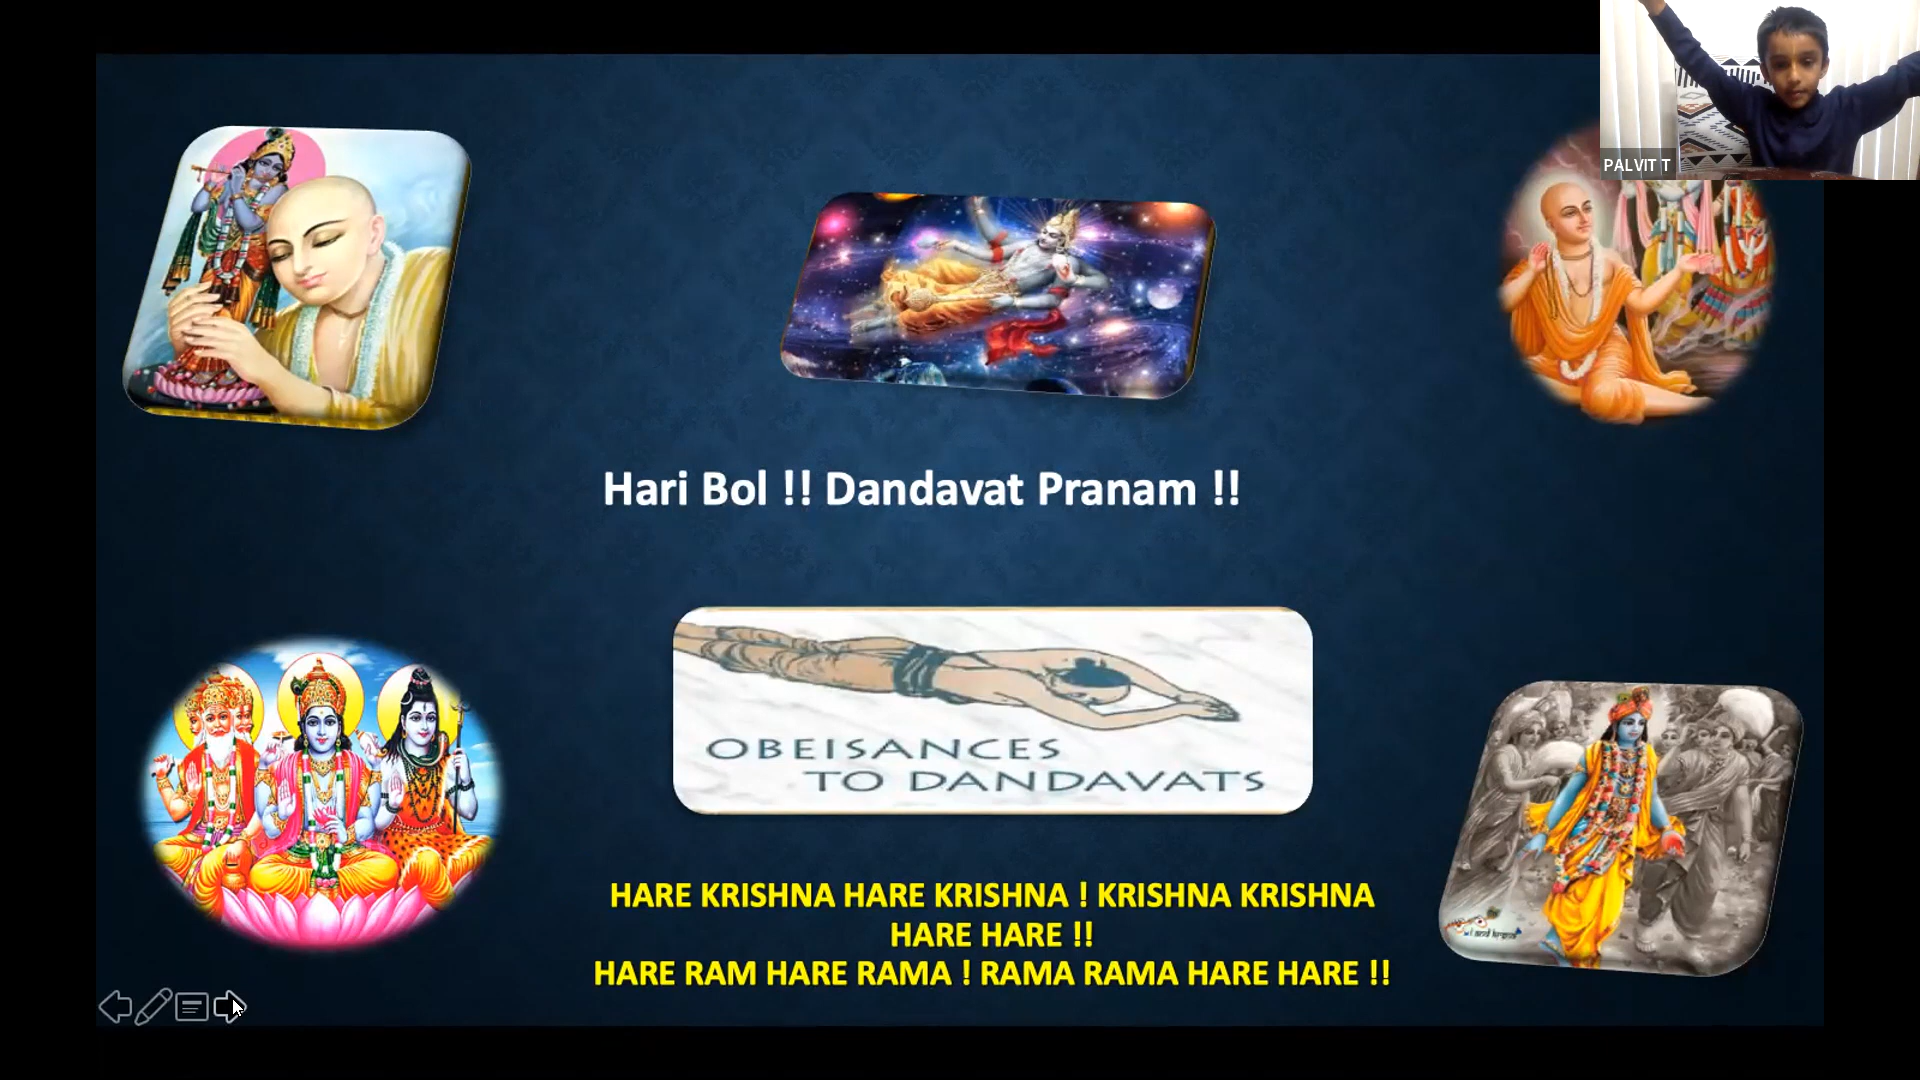 PALVIT T
Hari Bol !! Dandavat Pranam !!
OBEISANCES
TO DANDAVATS
HARE KRISHNA HARE KRISHNA ! KRISHNA KRISHNA
HARE HARE !!
HARE RAM HARE RAMA ! RAMA RAMA HARE HARE !!